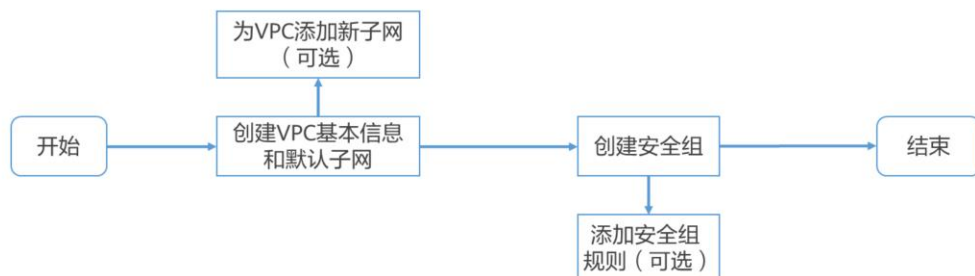 为VPC添加新子网
（可选）
开始
创建VPC基本信息
和默认子网
创建安全组
结束
添加安全组
规则（可选）